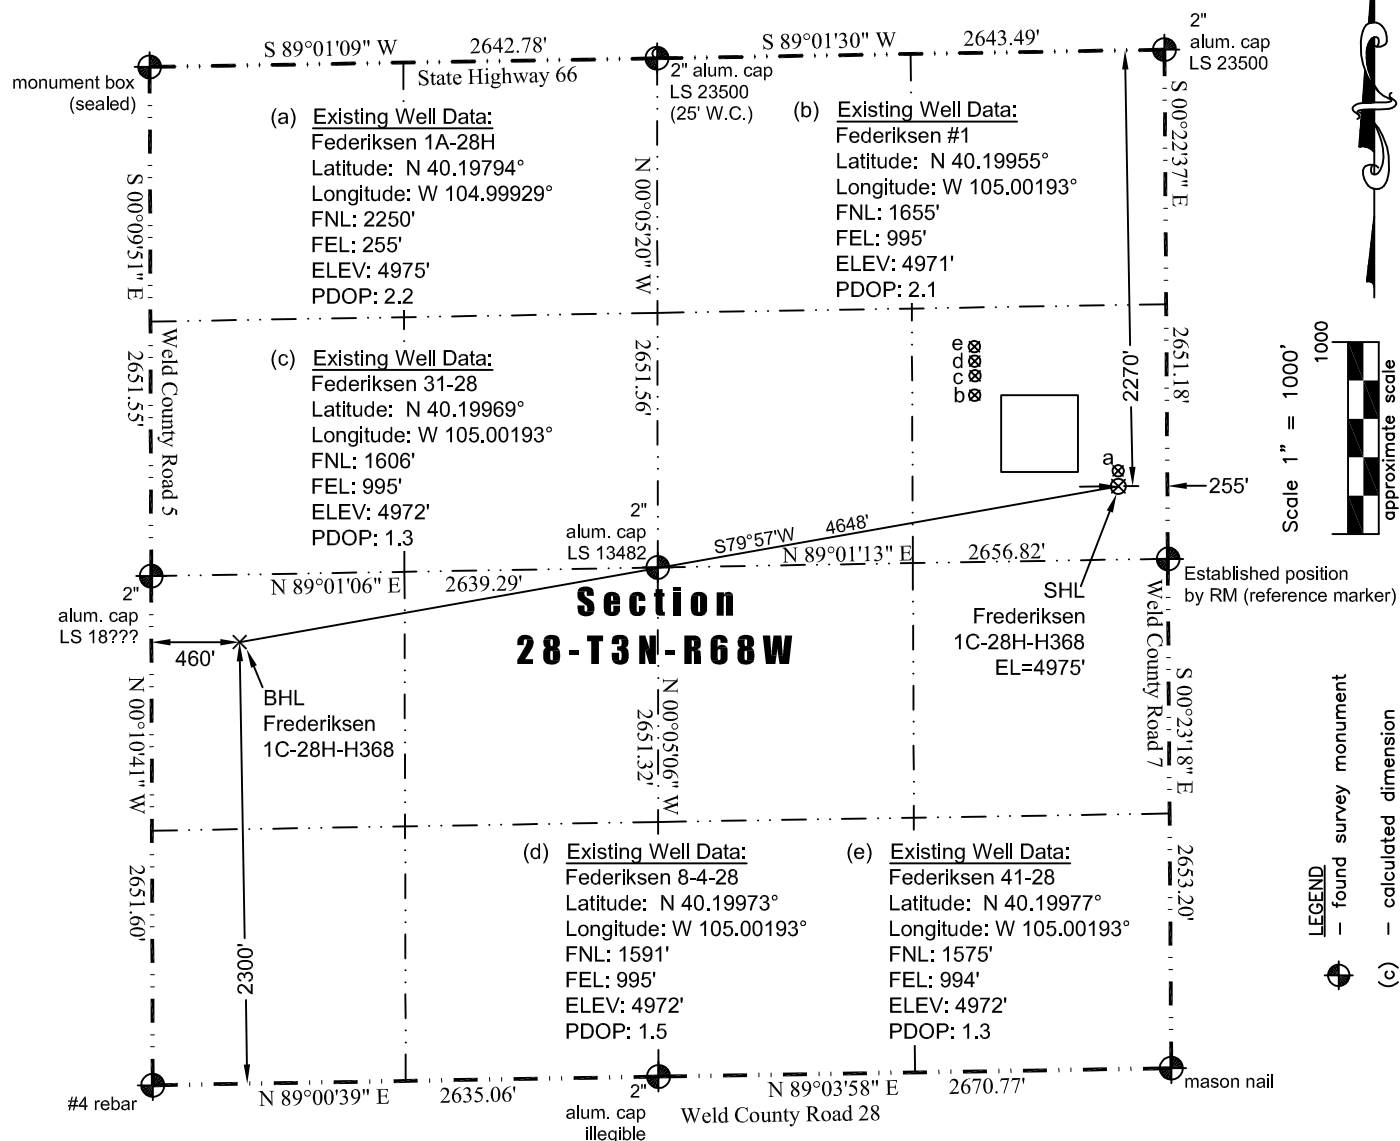 S 89°01'09" W 2642.78' S 89°01'30" W 2643.49'
2"
alum. cap
LS 23500
monument box
(sealed)
State Highway 66
2" alum. cap
LS 23500
(25' W.C.)
(a) Existing Well Data:
Federiksen 1A-28H
Latitude: N 40.19794°
Longitude: W 104.99929°
FNL: 2250'
FEL: 255'
ELEV: 4975'
PDOP: 2.2
(b) Existing Well Data:
Federiksen #1
Latitude: N 40.19955°
Longitude: W 105.00193°
FNL: 1655'
FEL: 995'
ELEV: 4971'
PDOP: 2.1
S 00°09'51" E
2651.55'
Weld County Road 5
N 00°05'20" W
2651.56'
S 00°22'37" E
2651.18'
2270'
(c) Existing Well Data:
Federiksen 31-28
Latitude: N 40.19969°
Longitude: W 105.00193°
FNL: 1606'
FEL: 995'
ELEV: 4972'
PDOP: 1.3
e
d
c
b
a
255'
Scale 1" = 1000'
1000
approximate scale
2"
alum. cap
LS 13482
S79°57'W 4648'
N 89°01'06" E 2639.29'
N 89°01'13" E 2656.82'
2"
alum. cap
LS 18???
Section
28-T3N-R68W
SHL
Frederiksen
1C-28H-H368
EL=4975'
Established position
by RM (reference marker)
460'
BHL
Frederiksen
1C-28H-H368
N 00°10'41" W
2651.60'
2300'
N 00°05'06" W
2651.32'
Weld County Road 7
S 00°23'18" E
2653.20'
LEGEND
– found survey monument
(c) – calculated dimension
(d) Existing Well Data:
Federiksen 8-4-28
Latitude: N 40.19973°
Longitude: W 105.00193°
FNL: 1591'
FEL: 995'
ELEV: 4972'
PDOP: 1.5
(e) Existing Well Data:
Federiksen 41-28
Latitude: N 40.19977°
Longitude: W 105.00193°
FNL: 1575'
FEL: 994'
ELEV: 4972'
PDOP: 1.3
#4 rebar
N 89°00'39" E 2635.06'
2"
alum. cap
illegible
N 89°03'58" E 2670.77'
mason nail
Weld County Road 28